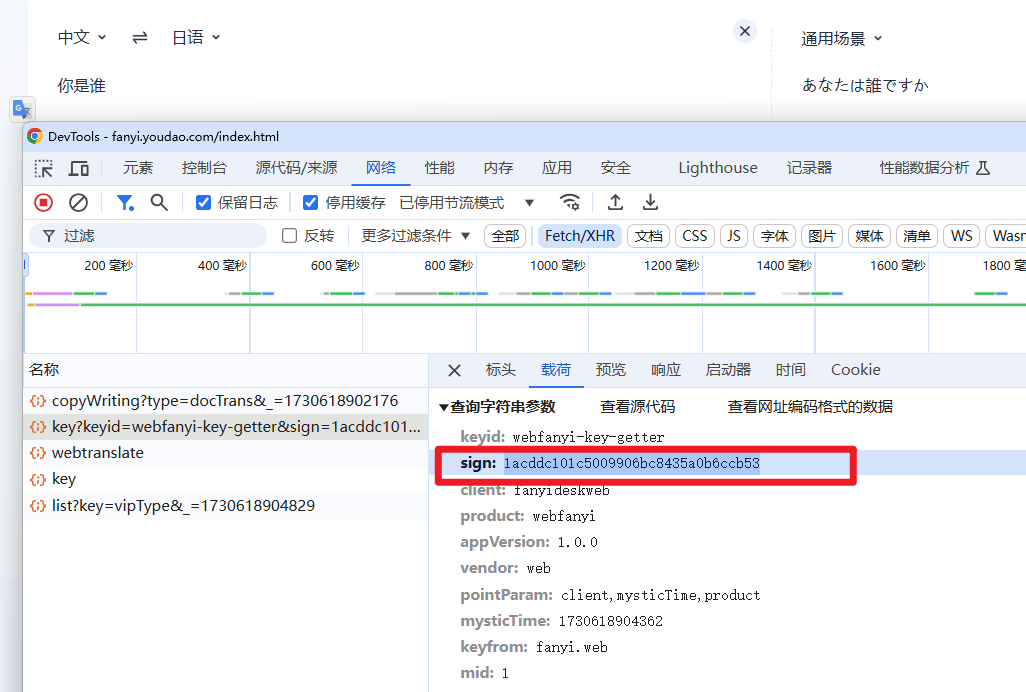 中文 日语 通用场景
你是谁 あなたは誰ですか
DevTools - fanyi.youdao.com/index.html
元素 控制台 源代码/来源 网络 性能 内存 应用 安全 Lighthouse 记录器 性能数据分析
保留日志 停用缓存 已停用节流模式
过滤 反转 更多过滤条件 全部 Fetch/XHR 文档 CSS JS 字体 图片 媒体 清单 WS Wasm
200 毫秒 400 毫秒 600 毫秒 800 毫秒 1000 毫秒 1200 毫秒 1400 毫秒 1600 毫秒 1800 毫
名称 标头 载荷 预览 响应 启动器 时间 Cookie
copyWriting?type=docTrans&_=1730618902176
key?keyid=webfanyi-key-getter&sign=1acddc101...
webtranslate
key
list?key=vipType&_=1730618904829
查询字符串参数 查看源代码 查看网址编码格式的数据
keyid: webfanyi-key-getter
sign: 1acddc101c5009906bc8435a0b6ccb53
client: fanyideskweb
product: webfanyi
appVersion: 1.0.0
vendor: web
pointParam: client,mysticTime,product
mysticTime: 1730618904362
keyfrom: fanyi.web
mid: 1